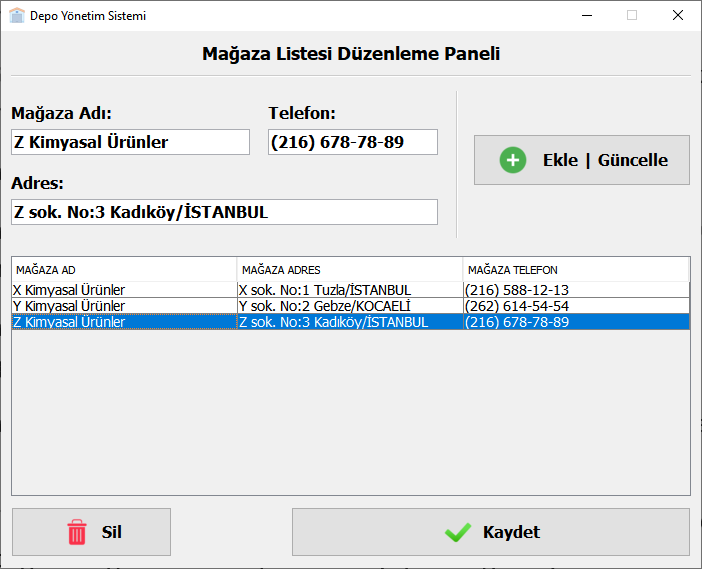 Depo Yönetim Sistemi
Mağaza Listesi Düzenleme Paneli
Mağaza Adı: Telefon:
Z Kimyasal Ürünler (216) 678-78-89
Ekle | Güncelle
Adres:
Z sok. No:3 Kadıköy/İSTANBUL
MAĞAZA AD MAĞAZA ADRES MAĞAZA TELEFON
X Kimyasal Ürünler X sok. No:1 Tuzla/İSTANBUL (216) 588-12-13
Y Kimyasal Ürünler Y sok. No:2 Gebze/KOCAELİ (262) 614-54-54
Z Kimyasal Ürünler Z sok. No:3 Kadıköy/İSTANBUL (216) 678-78-89
Sil Kaydet